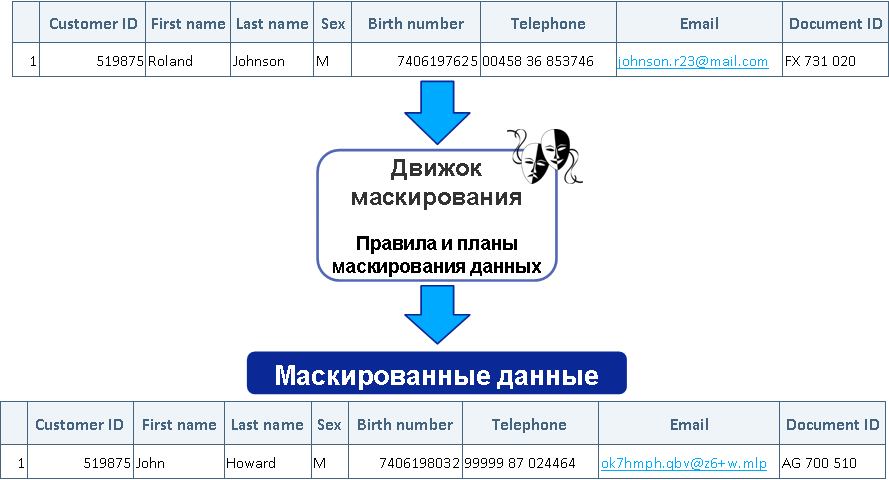 Customer ID First name Last name Sex Birth number Telephone Email Document ID
1 519875 Roland Johnson M 7406197625 00458 36 853746 johnson.r23@mail.com FX 731 020
Движок
маскирования
Правила и планы
маскирования данных
Маскированные данные
Customer ID First name Last name Sex Birth number Telephone Email Document ID
1 519875 John Howard M 7406198032 99999 87 024464 ok7hmph.qbv@z6+w.mlp AG 700 510